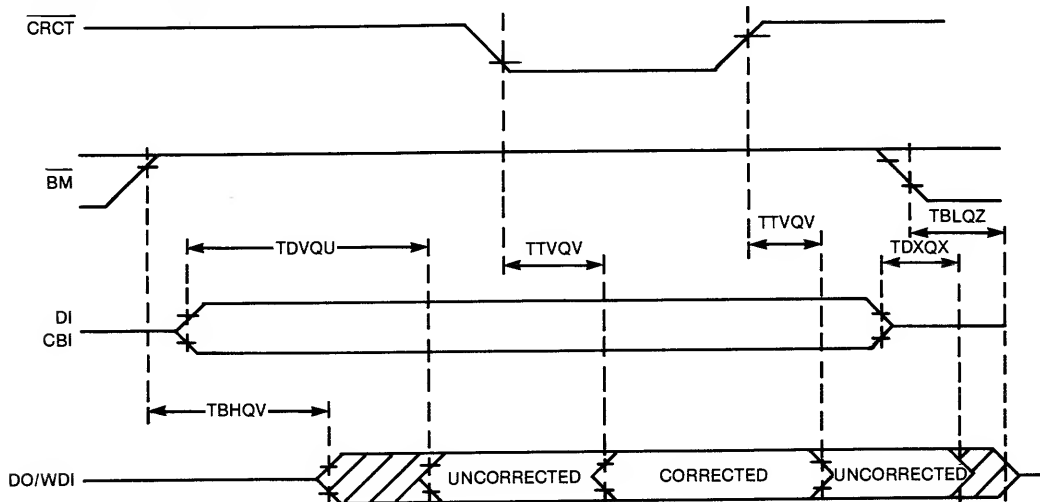 CRCT
BM
TBLQZ
TDVQU
TTVQV
TTVQV
TDXQX
DI
CBI
TBHQV
DO/WDI
UNCORRECTED
CORRECTED
UNCORRECTED